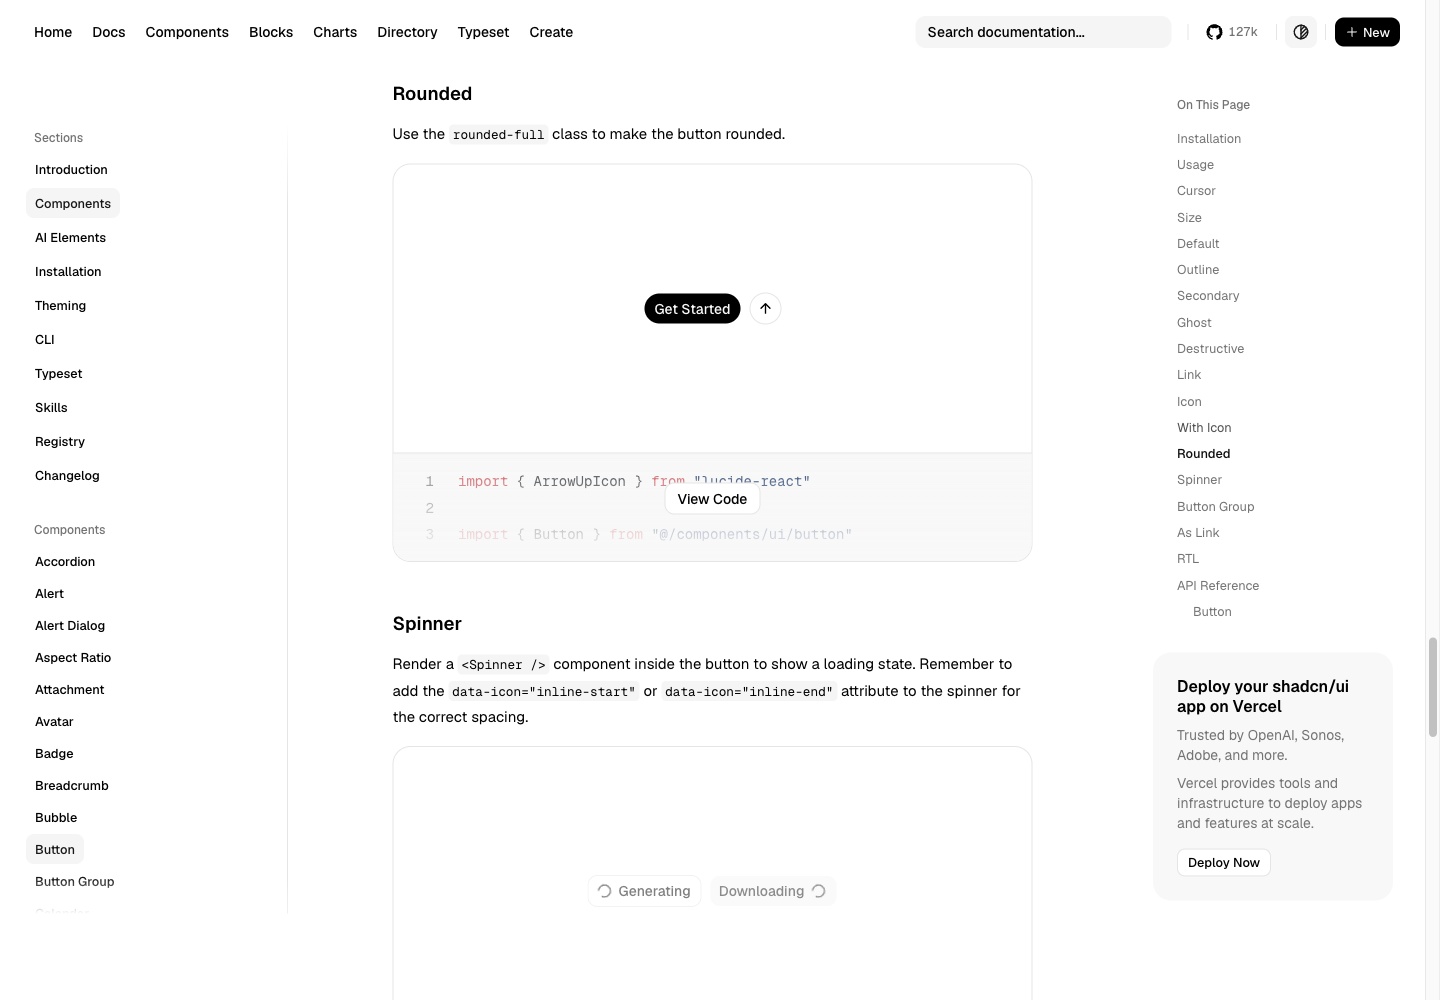 Home Docs Components Blocks Charts Directory Typeset Create Search documentation... 127k New
Sections
Introduction
Components
AI Elements
Installation
Theming
CLI
Typeset
Skills
Registry
Changelog
Components
Accordion
Alert
Alert Dialog
Aspect Ratio
Attachment
Avatar
Badge
Breadcrumb
Bubble
Button
Button Group
Calendar
Rounded
Use the rounded-full class to make the button rounded.
Get Started
1 import { ArrowUpIcon } from "lucide-react"
View Code
2
3 import { Button } from "@/components/ui/button"
Spinner
Render a <Spinner /> component inside the button to show a loading state. Remember to
add the data-icon="inline-start" or data-icon="inline-end" attribute to the spinner for
the correct spacing.
Generating Downloading
On This Page
Installation
Usage
Cursor
Size
Default
Outline
Secondary
Ghost
Destructive
Link
Icon
With Icon
Rounded
Spinner
Button Group
As Link
RTL
API Reference
Button
Deploy your shadcn/ui
app on Vercel
Trusted by OpenAI, Sonos,
Adobe, and more.
Vercel provides tools and
infrastructure to deploy apps
and features at scale.
Deploy Now